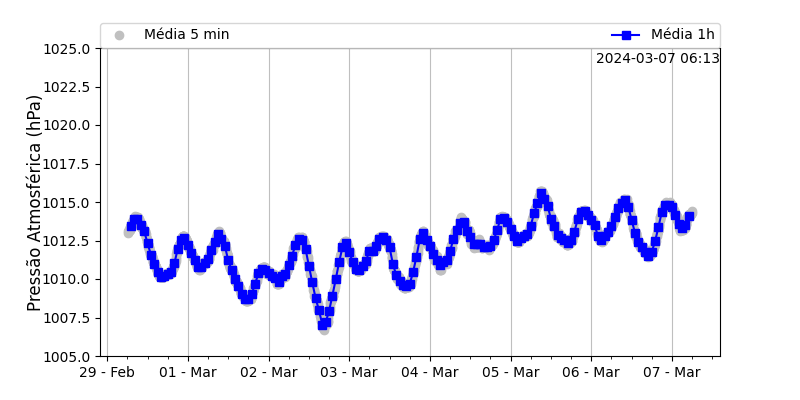 Média 5 min
Média 1h
2024-03-07 06:13
Pressão Atmosférica (hPa)
1025.0
1022.5
1020.0
1017.5
1015.0
1012.5
1010.0
1007.5
1005.0
29 - Feb
01 - Mar
02 - Mar
03 - Mar
04 - Mar
05 - Mar
06 - Mar
07 - Mar